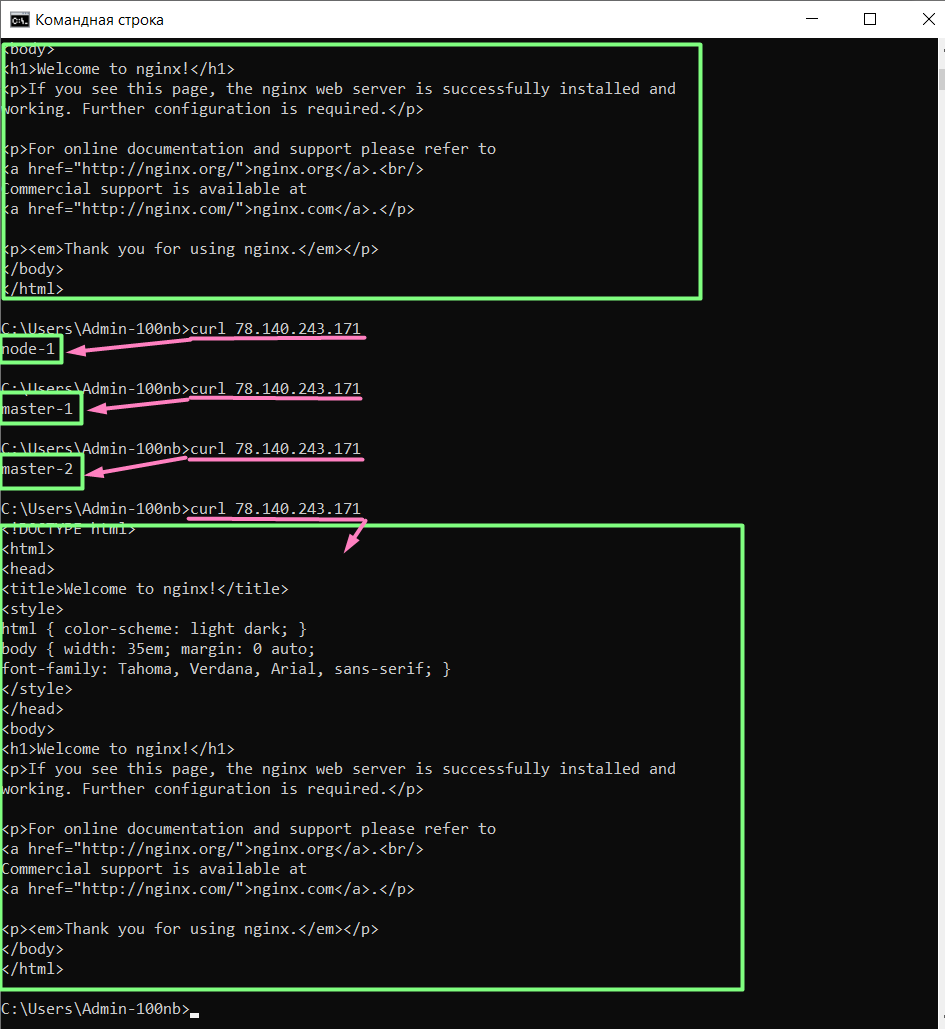 Командная строка
<body>
<h1>Welcome to nginx!</h1>
<p>If you see this page, the nginx web server is successfully installed and
working. Further configuration is required.</p>
<p>For online documentation and support please refer to
<a href="http://nginx.org/">nginx.org</a>.<br/>
Commercial support is available at
<a href="http://nginx.com/">nginx.com</a>.</p>
<p><em>Thank you for using nginx.</em></p>
</body>
</html>
C:\Users\Admin-100nb>curl 78.140.243.171
node-1
C:\Users\Admin-100nb>curl 78.140.243.171
master-1
C:\Users\Admin-100nb>curl 78.140.243.171
master-2
C:\Users\Admin-100nb>curl 78.140.243.171
<!DOCTYPE html>
<html>
<head>
<title>Welcome to nginx!</title>
<style>
html { color-scheme: light dark; }
body { width: 35em; margin: 0 auto;
font-family: Tahoma, Verdana, Arial, sans-serif; }
</style>
</head>
<body>
<h1>Welcome to nginx!</h1>
<p>If you see this page, the nginx web server is successfully installed and
working. Further configuration is required.</p>
<p>For online documentation and support please refer to
<a href="http://nginx.org/">nginx.org</a>.<br/>
Commercial support is available at
<a href="http://nginx.com/">nginx.com</a>.</p>
<p><em>Thank you for using nginx.</em></p>
</body>
</html>
C:\Users\Admin-100nb>